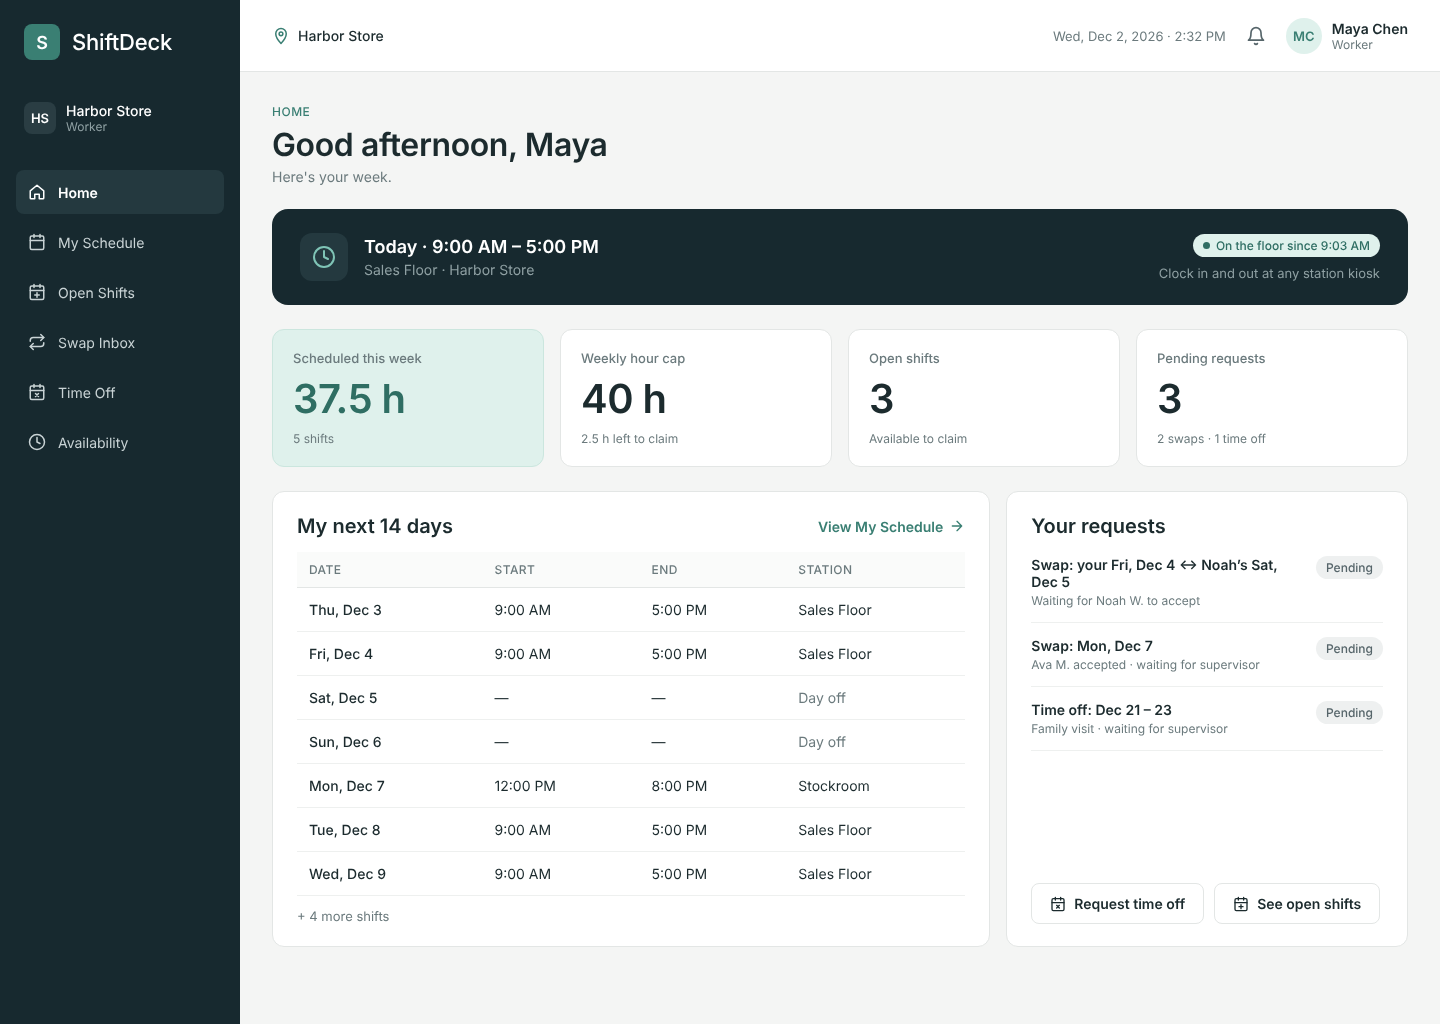 S ShiftDeck
HS Harbor Store
Worker
Home
My Schedule
Open Shifts
Swap Inbox
Time Off
Availability
Harbor Store
Wed, Dec 2, 2026 · 2:32 PM
MC Maya Chen
Worker
HOME
Good afternoon, Maya
Here's your week.
Today · 9:00 AM – 5:00 PM
Sales Floor · Harbor Store
On the floor since 9:03 AM
Clock in and out at any station kiosk
Scheduled this week
37.5 h
5 shifts
Weekly hour cap
40 h
2.5 h left to claim
Open shifts
3
Available to claim
Pending requests
3
2 swaps · 1 time off
My next 14 days
View My Schedule →
DATE START END STATION
Thu, Dec 3 9:00 AM 5:00 PM Sales Floor
Fri, Dec 4 9:00 AM 5:00 PM Sales Floor
Sat, Dec 5 — — Day off
Sun, Dec 6 — — Day off
Mon, Dec 7 12:00 PM 8:00 PM Stockroom
Tue, Dec 8 9:00 AM 5:00 PM Sales Floor
Wed, Dec 9 9:00 AM 5:00 PM Sales Floor
+ 4 more shifts
Your requests
Swap: your Fri, Dec 4 ↔ Noah’s Sat,
Dec 5
Pending
Waiting for Noah W. to accept
Swap: Mon, Dec 7
Pending
Ava M. accepted · waiting for supervisor
Time off: Dec 21 – 23
Pending
Family visit · waiting for supervisor
Request time off
See open shifts